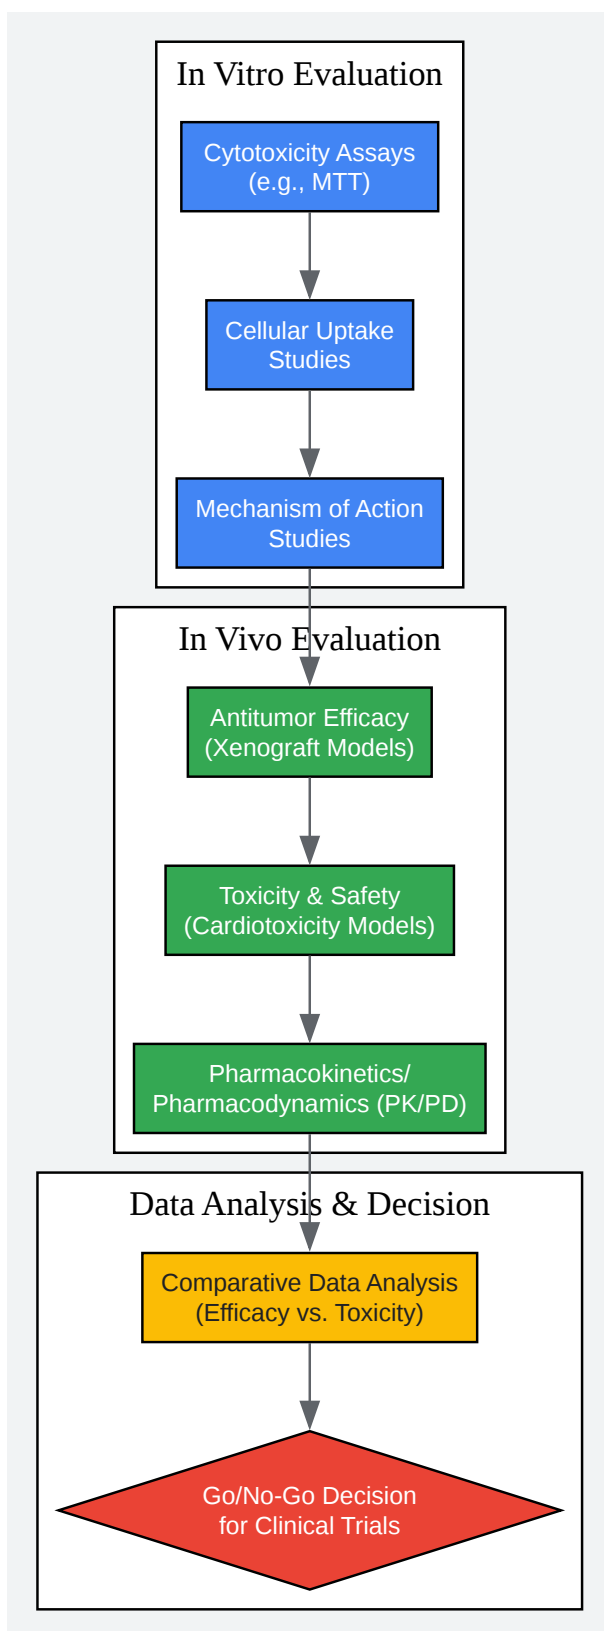 In Vitro Evaluation
Cytotoxicity Assays
(e.g., MTT)
Cellular Uptake
Studies
Mechanism of Action
Studies
In Vivo Evaluation
Antitumor Efficacy
(Xenograft Models)
Toxicity & Safety
(Cardiotoxicity Models)
Pharmacokinetics/
Pharmacodynamics (PK/PD)
Data Analysis & Decision
Comparative Data Analysis
(Efficacy vs. Toxicity)
Go/No-Go Decision
for Clinical Trials